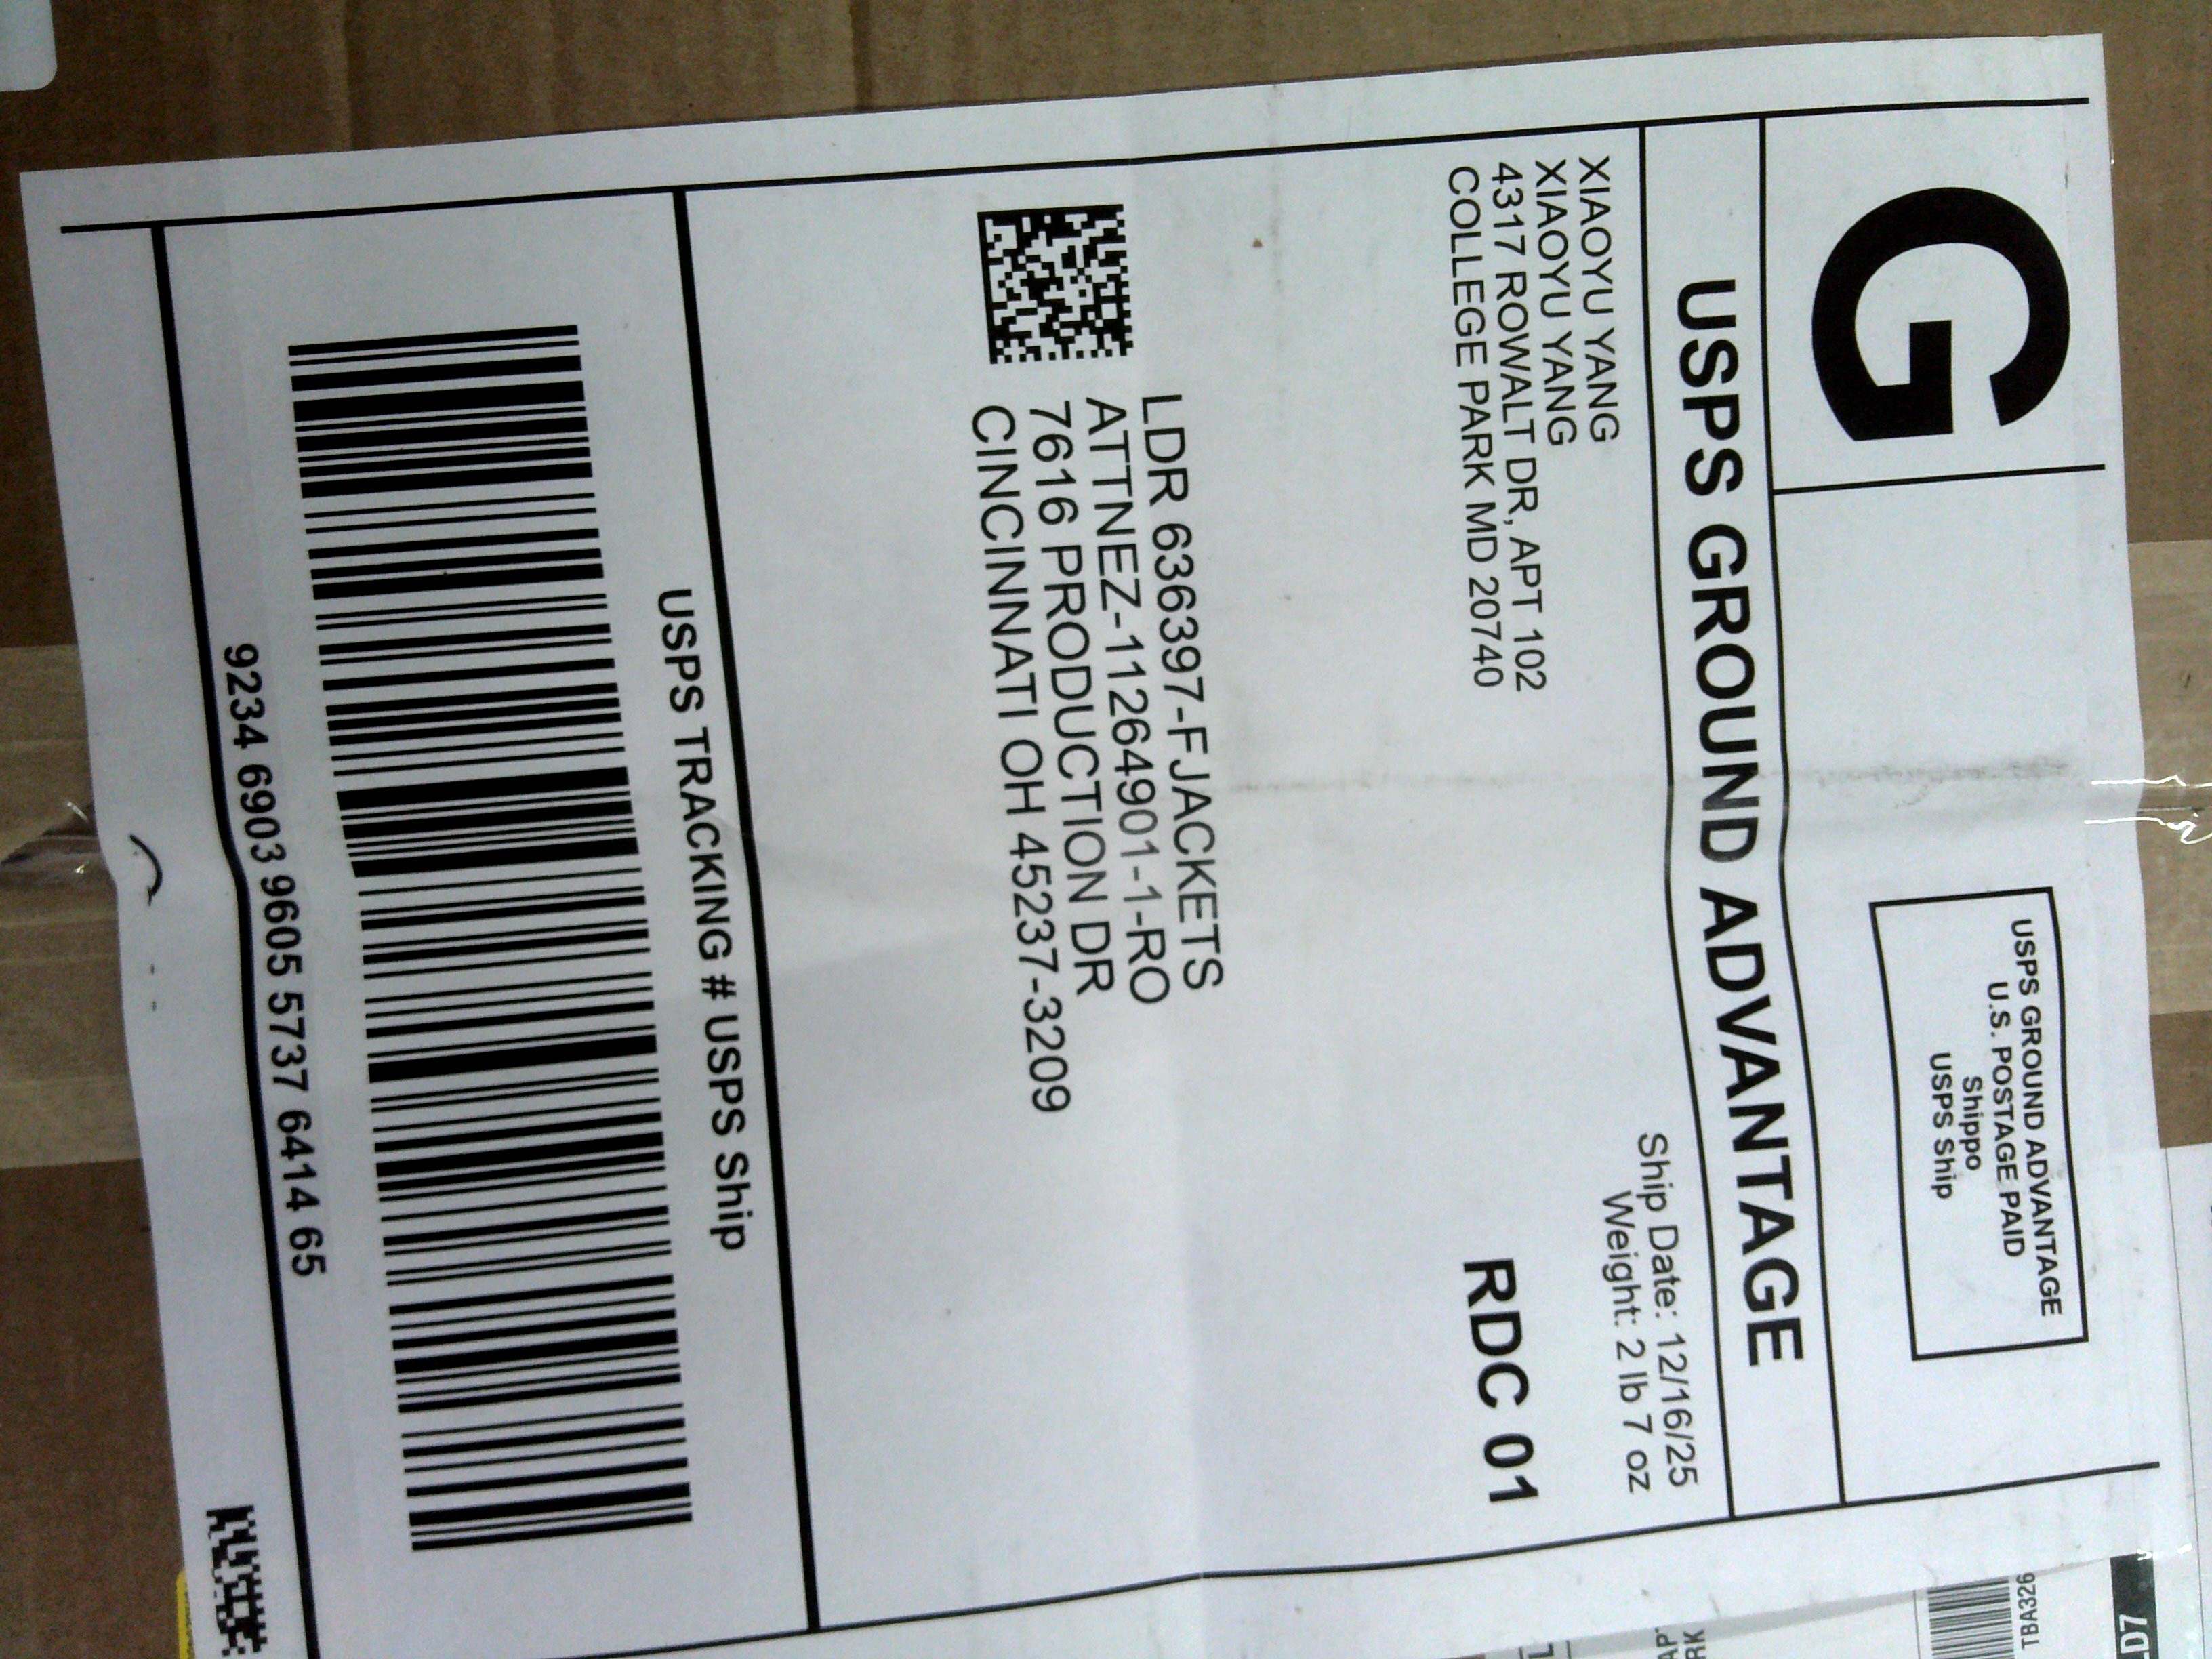 G
USPS GROUND ADVANTAGE
U.S. POSTAGE PAID
Shippo
USPS Ship
USPS GROUND ADVANTAGE
XIAOYU YANG
XIAOYU YANG
4317 ROWALT DR, APT 102
COLLEGE PARK MD 20740
Ship Date: 12/16/25
Weight: 2 lb 7 oz
RDC 01
LDR 636397-FJACKETS
ATTNEZ-11264901-1-RO
7616 PRODUCTION DR
CINCINNATI OH 45237-3209
USPS TRACKING # USPS Ship
9234 6903 9605 5737 6414 65
TBA326